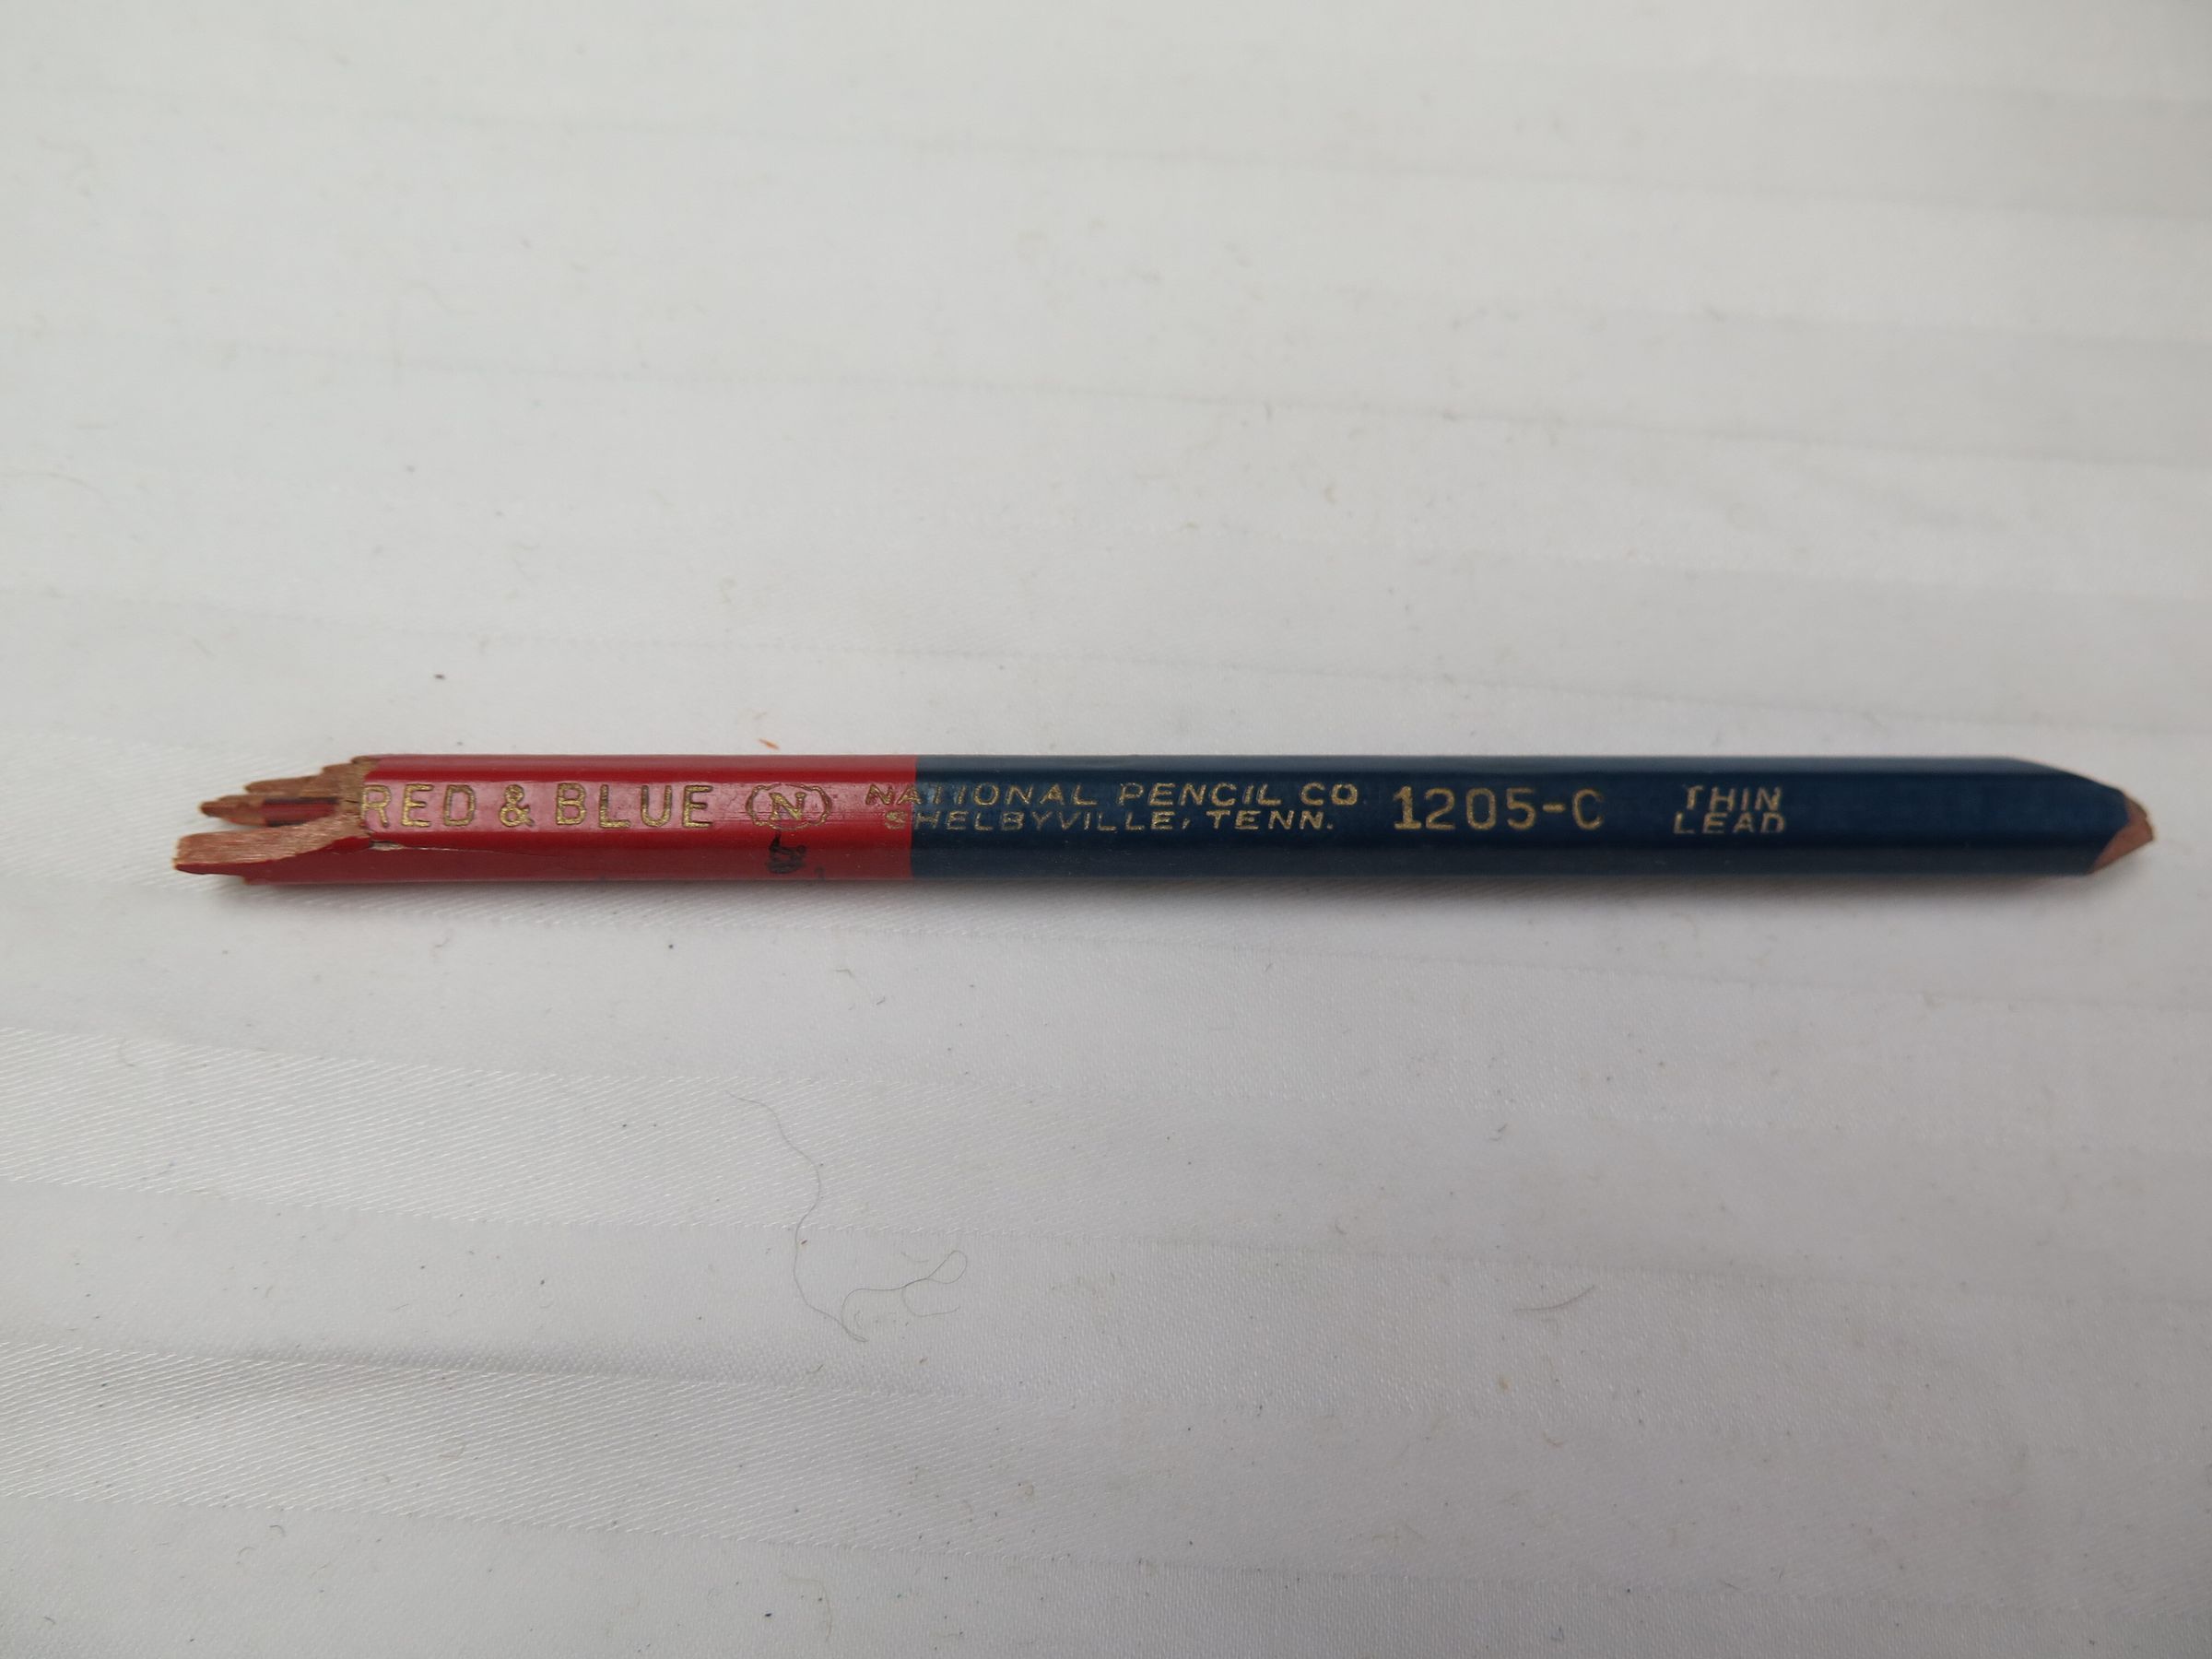 RED & BLUE N NATIONAL PENCIL CO. 1205-C THIN
SHELBYVILLE, TENN. LEAD